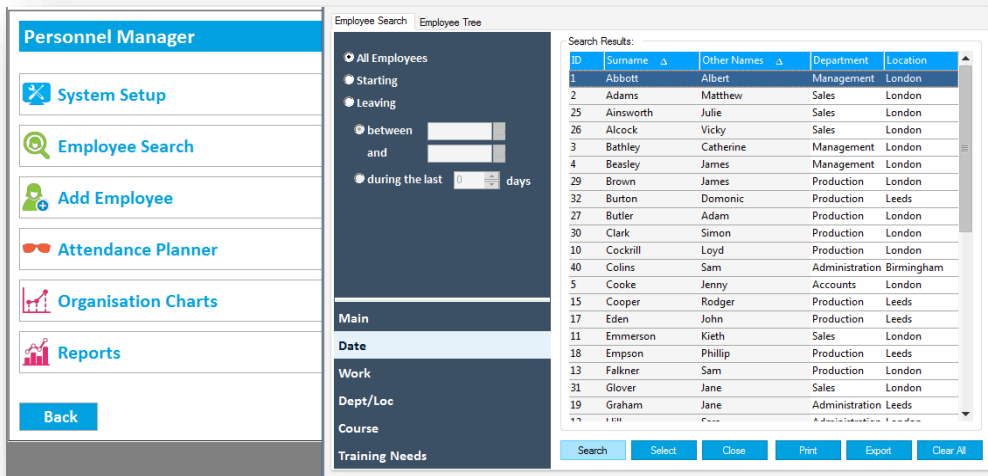 Personnel Manager
System Setup
Employee Search
Add Employee
Attendance Planner
Organisation Charts
Reports
Back
Employee Search Employee Tree
All Employees
Starting
Leaving
between
and
during the last 0 days
Main
Date
Work
Dept/Loc
Course
Training Needs
Search Results:
ID Surname Other Names Department Location
1 Abbott Albert Management London
2 Adams Matthew Sales London
25 Ainsworth Julie Sales London
26 Alcock Vicky Sales London
3 Bathley Catherine Management London
4 Beasley James Management London
29 Brown James Production London
32 Burton Domonic Production Leeds
27 Butler Adam Production London
30 Clark Simon Production London
10 Cockrill Loyd Production London
40 Colins Sam Administration Birmingham
5 Cooke Jenny Accounts London
15 Cooper Rodger Production Leeds
17 Eden John Production Leeds
11 Emmerson Kieth Sales London
18 Empson Phillip Production Leeds
13 Falkner Sam Production London
31 Glover Jane Sales London
19 Graham Jane Administration Leeds
Search Select Close Print Export Clear All